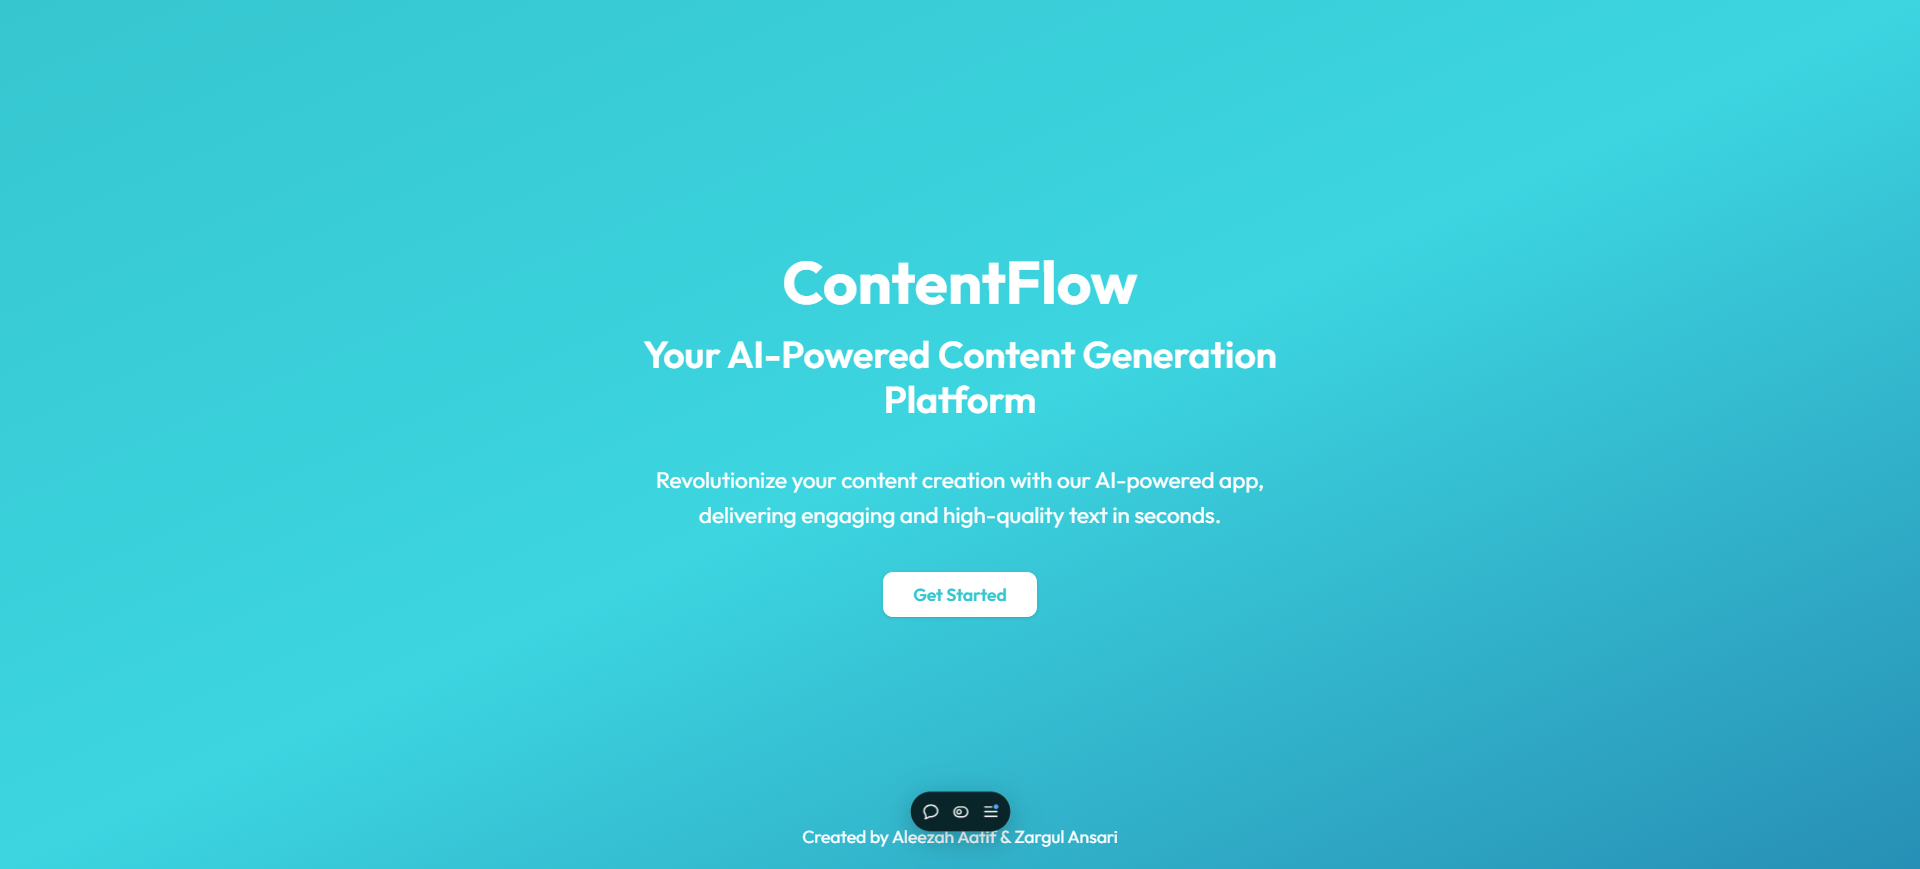 ContentFlow
Your AI-Powered Content Generation
Platform
Revolutionize your content creation with our AI-powered app,
delivering engaging and high-quality text in seconds.
Get Started
Created by Aleezah Aatif & Zargul Ansari